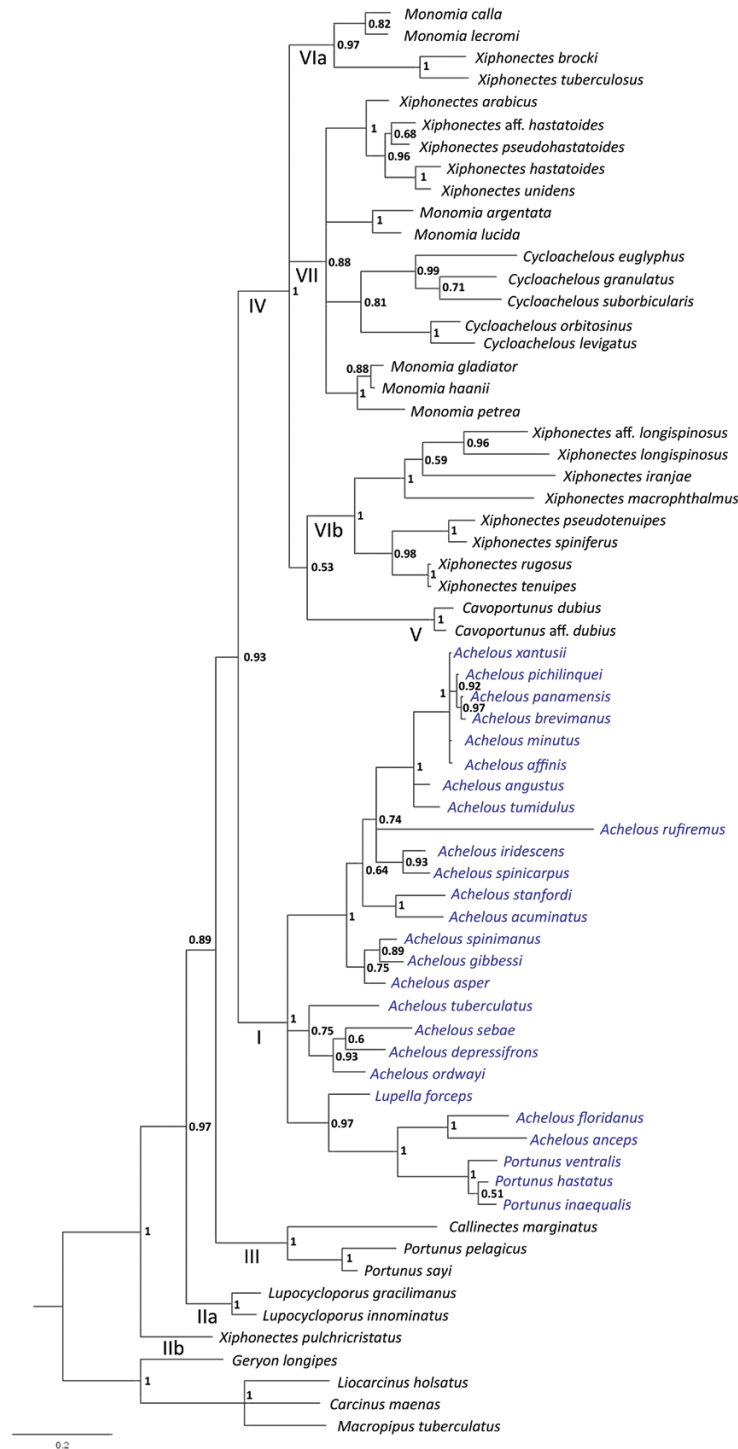 Monomia calla
0.82
Monomia lecromi
0.97
VIa
Xiphonectes brocki
1
Xiphonectes tuberculosus
Xiphonectes arabicus
1
Xiphonectes aff. hastatoides
0.68
Xiphonectes pseudohastatoides
0.96
Xiphonectes hastatoides
1
Xiphonectes unidens
Monomia argentata
1
Monomia lucida
Cycloachelous euglyphus
VII
0.88
0.99
Cycloachelous granulatus
0.71
IV
1
0.81
Cycloachelous suborbicularis
Cycloachelous orbitosinus
1
Cycloachelous levigatus
Monomia gladiator
0.88
Monomia haanii
1
Monomia petrea
Xiphonectes aff. longispinosus
0.96
Xiphonectes longispinosus
0.59
Xiphonectes iranjae
1
Xiphonectes macrophthalmus
1
VIb
Xiphonectes pseudotenuipes
1
Xiphonectes spiniferus
0.98
0.53
Xiphonectes rugosus
1
Xiphonectes tenuipes
Cavoportunus dubius
1
V
Cavoportunus aff. dubius
0.93
Achelous xantusii
Achelous pichilinquei
0.92
1
Achelous panamensis
0.97
Achelous brevimanus
Achelous minutus
1
Achelous affinis
Achelous angustus
Achelous tumidulus
0.74
Achelous rufiremus
Achelous iridescens
0.93
0.64
Achelous spinicarpus
Achelous stanfordi
1
1
Achelous acuminatus
Achelous spinimanus
0.89
0.89
Achelous gibbessi
0.75
Achelous asper
Achelous tuberculatus
1
I
0.75
Achelous sebae
0.6
0.93
Achelous depressifrons
Achelous ordwayi
Lupella forceps
0.97
0.97
Achelous floridanus
1
Achelous anceps
1
Portunus ventralis
1
Portunus hastatus
0.51
Portunus inaequalis
Callinectes marginatus
1
III
1
Portunus pelagicus
1
Portunus sayi
Lupocycloporus gracilimanus
1
IIa
Lupocycloporus innominatus
Xiphonectes pulchricristatus
IIb
Geryon longipes
1
Liocarcinus holsatus
1
Carcinus maenas
Macropipus tuberculatus
0.2